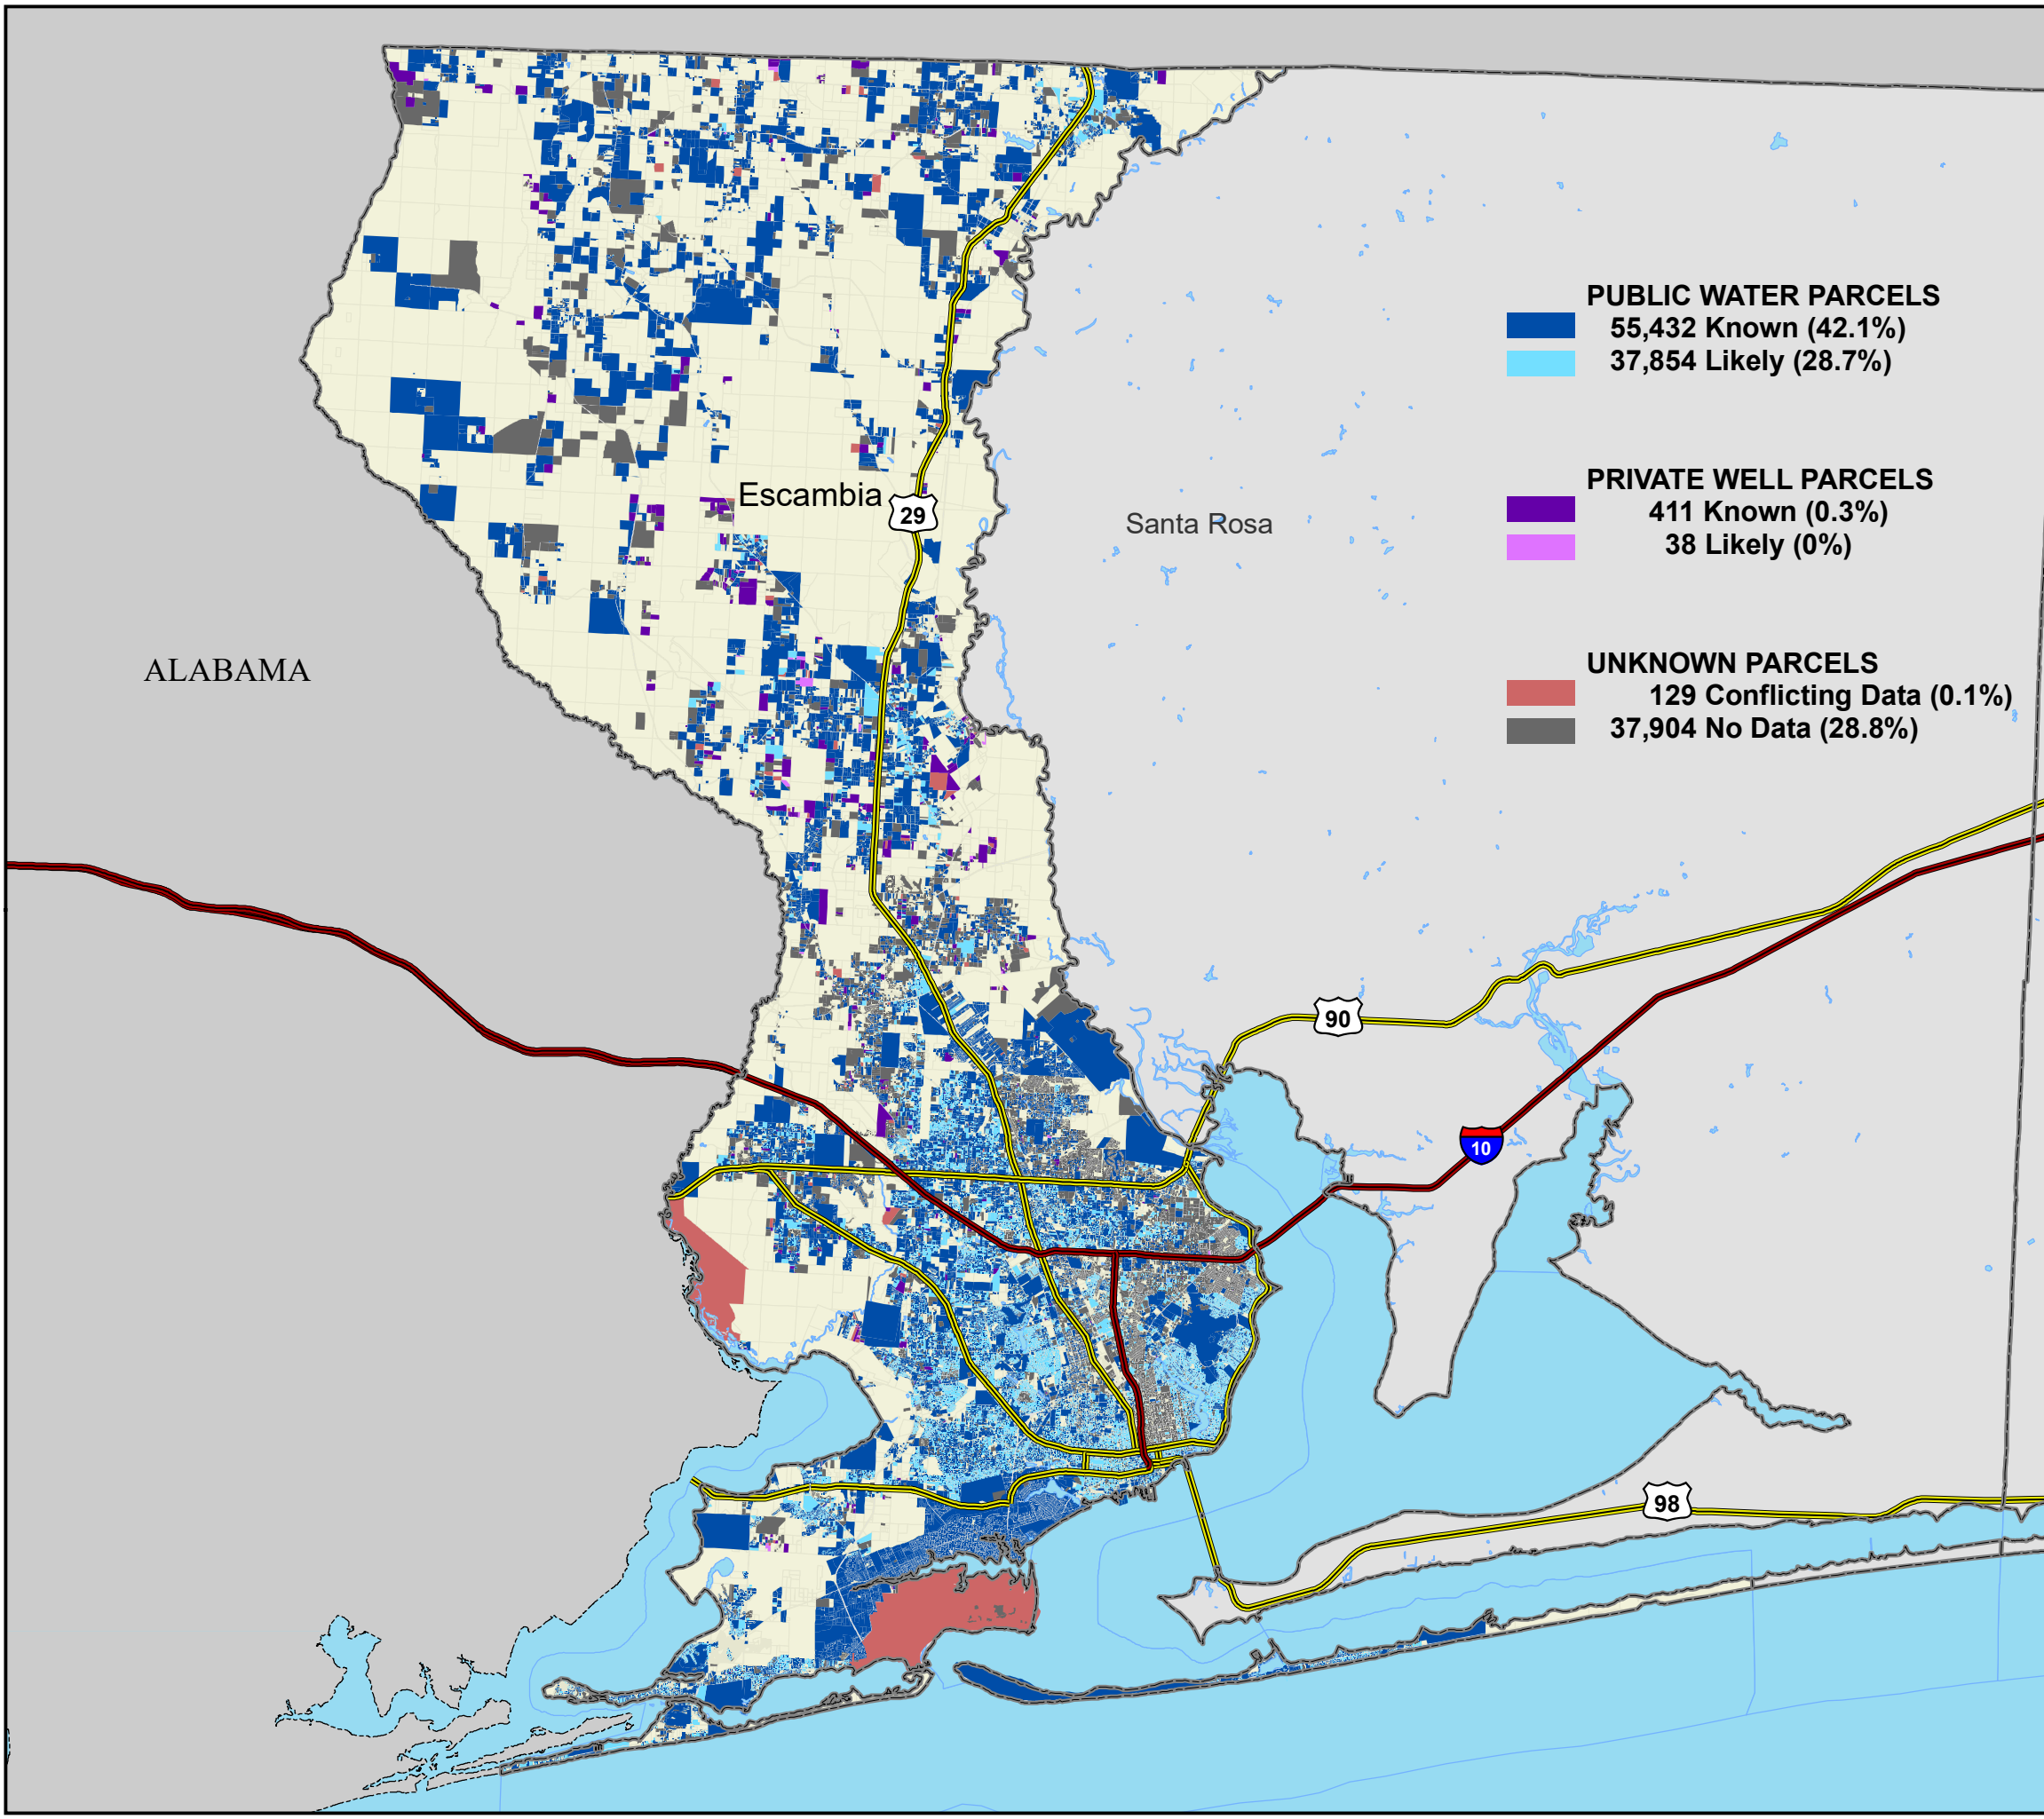 PUBLIC WATER PARCELS
55,432 Known (42.1%)
37,854 Likely (28.7%)
PRIVATE WELL PARCELS
411 Known (0.3%)
38 Likely (0%)
UNKNOWN PARCELS
129 Conflicting Data (0.1%)
37,904 No Data (28.8%)
Escambia
29
Santa Rosa
ALABAMA
90
10
98